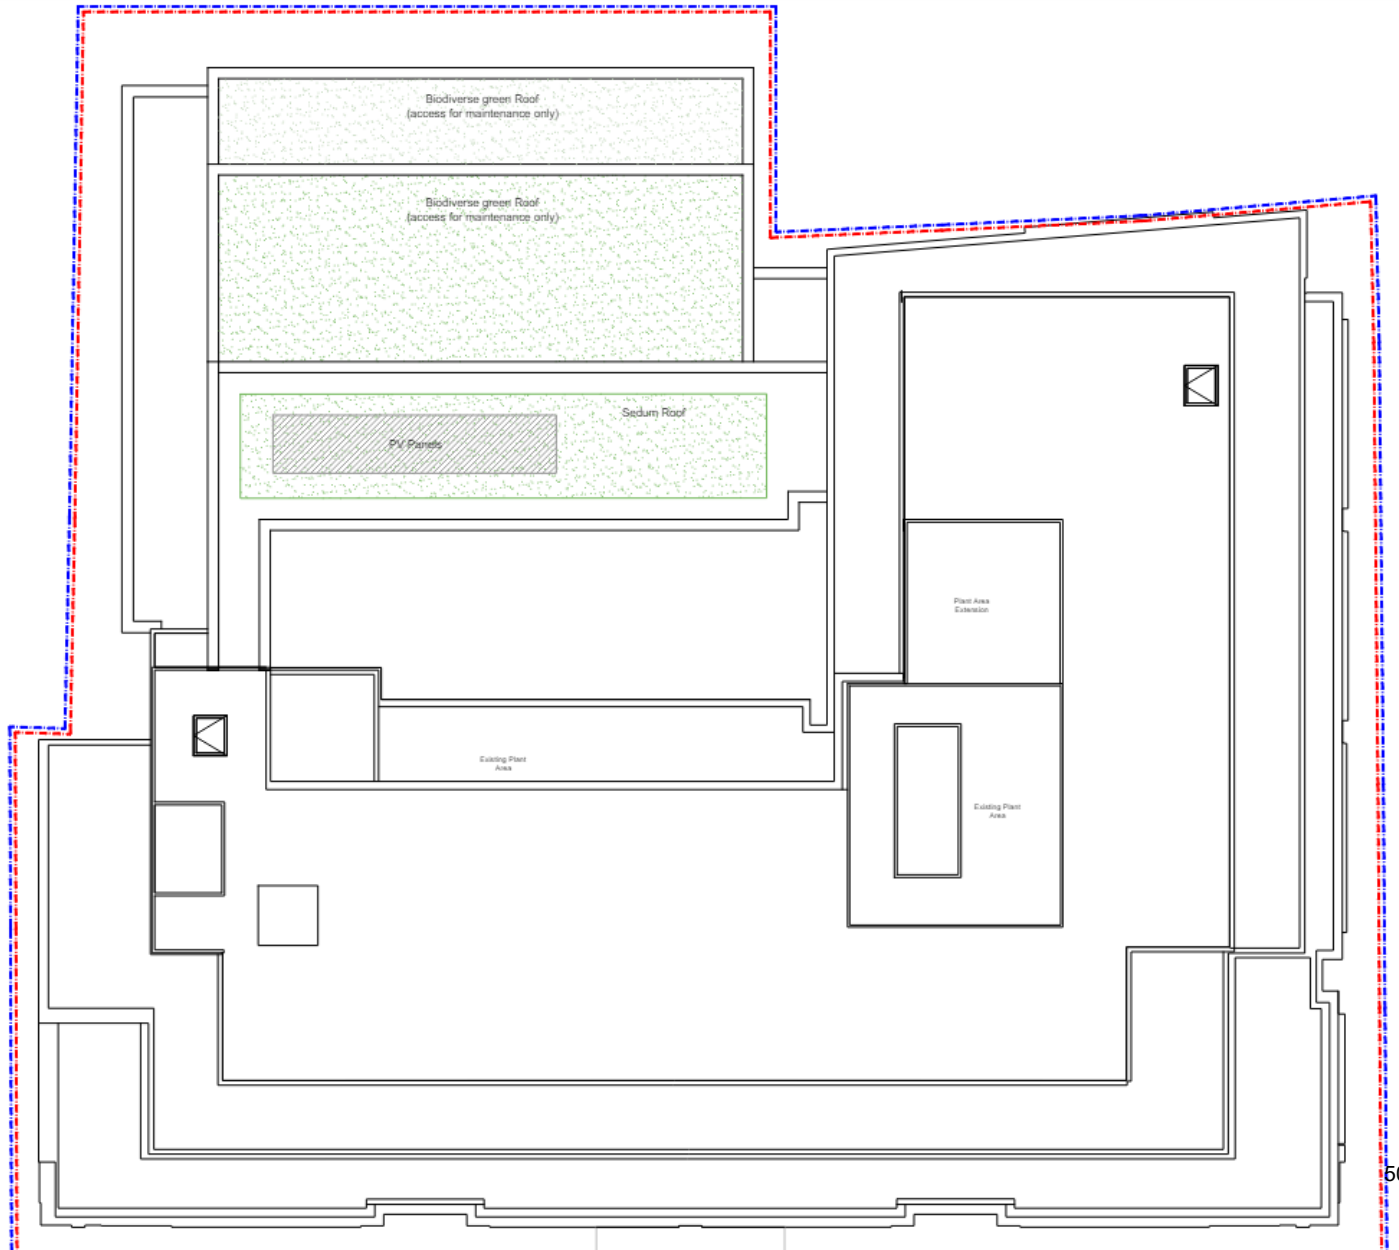 Biodiverse green Roof
(access for maintenance only)
Biodiverse green Roof
(access for maintenance only)
Sedum Roof
PV Panels
Plant Area
Extension
Existing Plant
Area
Existing Plant
Area